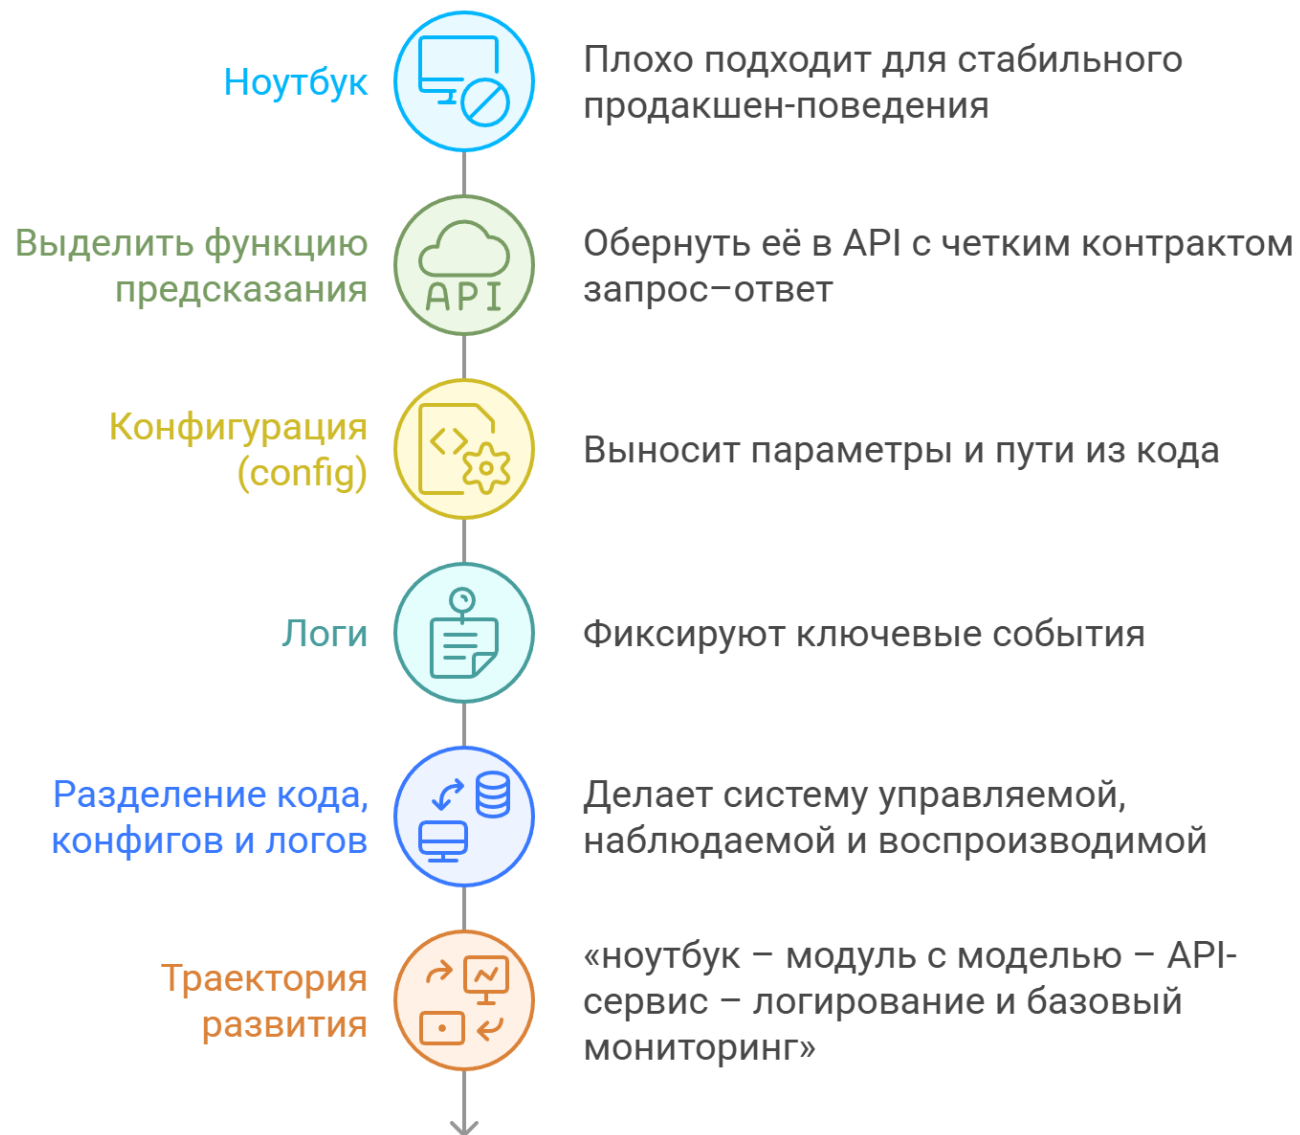 Ноутбук
Плохо подходит для стабильного
продакшен-поведения
Выделить функцию
предсказания
API
Обернуть её в API с четким контрактом
запрос–ответ
Конфигурация
(config)
Выносит параметры и пути из кода
Логи
Фиксируют ключевые события
Разделение кода,
конфигов и логов
Делает систему управляемой,
наблюдаемой и воспроизводимой
Траектория
развития
«ноутбук – модуль с моделью – API-
сервис – логирование и базовый
мониторинг»